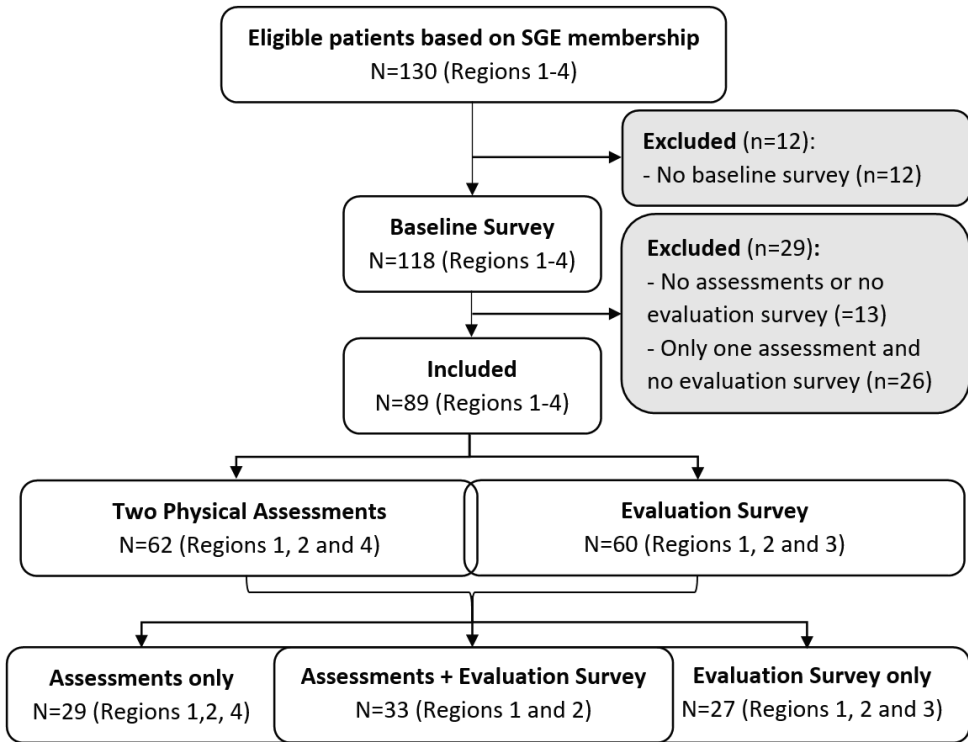 Eligible patients based on SGE membership
N=130 (Regions 1-4)
Excluded (n=12):
- No baseline survey (n=12)
Baseline Survey
N=118 (Regions 1-4)
Excluded (n=29):
- No assessments or no
evaluation survey (=13)
- Only one assessment and
no evaluation survey (n=26)
Included
N=89 (Regions 1-4)
Two Physical Assessments
N=62 (Regions 1, 2 and 4)
Evaluation Survey
N=60 (Regions 1, 2 and 3)
Assessments only
N=29 (Regions 1,2, 4)
Assessments + Evaluation Survey
N=33 (Regions 1 and 2)
Evaluation Survey only
N=27 (Regions 1, 2 and 3)